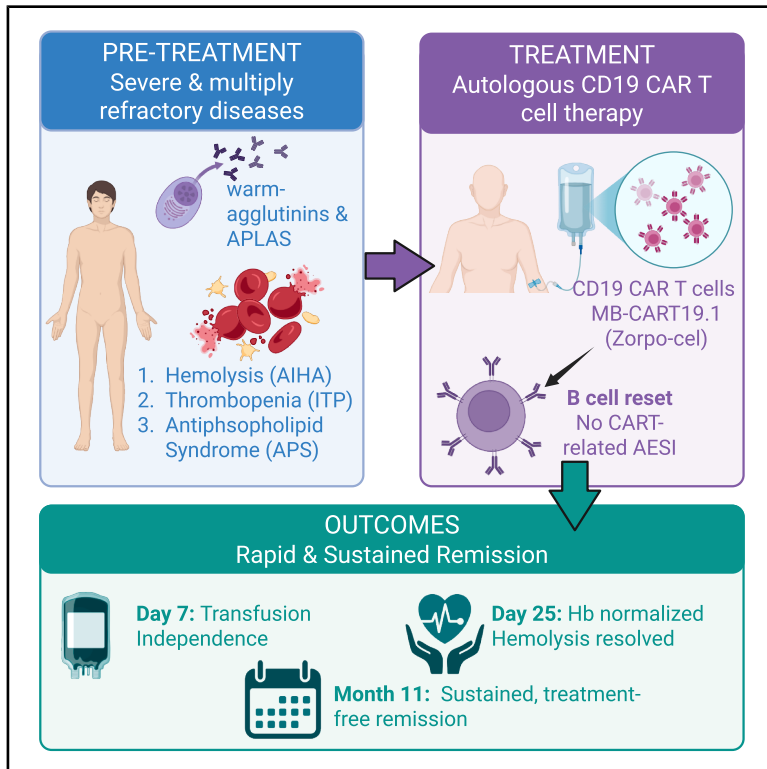 PRE-TREATMENT
Severe & multiply
refractory diseases
warm-
agglutinins &
APLAS
1. Hemolysis (AIHA)
2. Thrombopenia (ITP)
3. Antiphsopholipid
Syndrome (APS)
TREATMENT
Autologous CD19 CAR T
cell therapy
CD19 CAR T cells
MB-CART19.1
(Zorpo-cel)
B cell reset
No CART-
related AESI
OUTCOMES
Rapid & Sustained Remission
Day 7: Transfusion
Independence
Day 25: Hb normalized
Hemolysis resolved
Month 11: Sustained, treatment-
free remission